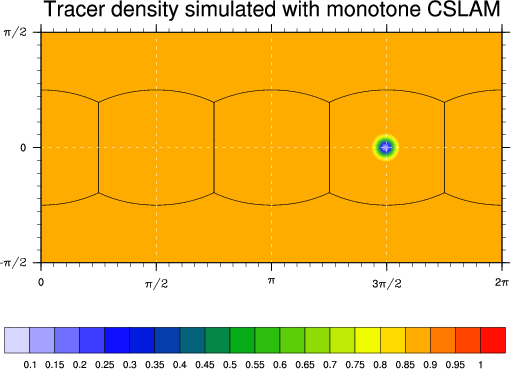 Tracer density simulated with monotone CSLAM
π/2
0
-π/2
0 π/2 π 3π/2 2π
0.1 0.15 0.2 0.25 0.3 0.35 0.4 0.45 0.5 0.55 0.6 0.65 0.7 0.75 0.8 0.85 0.9 0.95 1